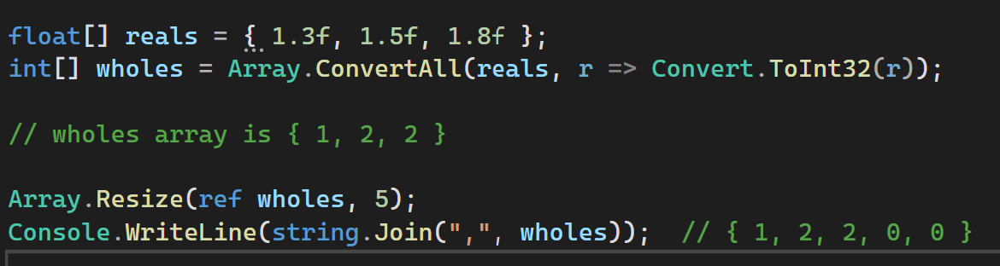 float[] reals = { 1.3f, 1.5f, 1.8f };
int[] wholes = Array.ConvertAll(reals, r => Convert.ToInt32(r));
// wholes array is { 1, 2, 2 }
Array.Resize(ref wholes, 5);
Console.WriteLine(string.Join(",", wholes));  // { 1, 2, 2, 0, 0 }